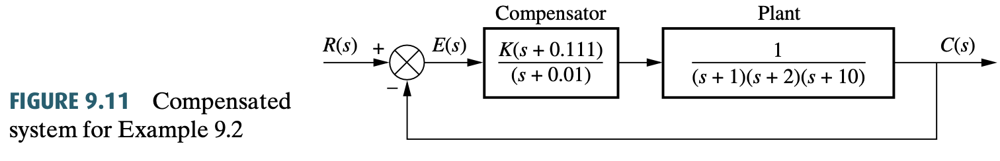 Compensator
Plant
R(s)
+
E(s)
K(s + 0.111)
(s + 0.01)
1
(s + 1)(s + 2)(s + 10)
C(s)
−
FIGURE 9.11 Compensated
system for Example 9.2